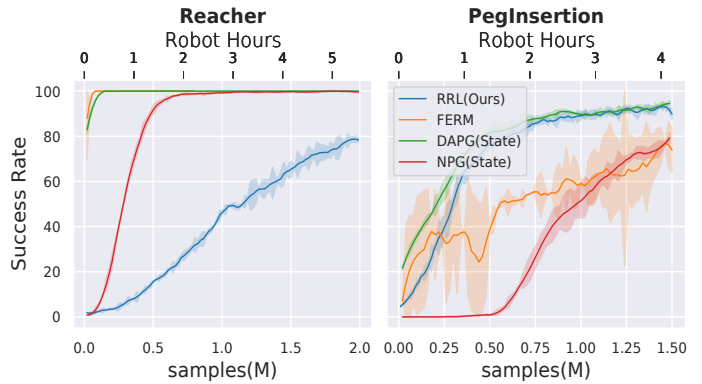 Reacher
Robot Hours
0 1 2 3 4 5
Success Rate
100
80
60
40
20
0
0.0 0.5 1.0 1.5 2.0
samples(M)
PegInsertion
Robot Hours
0 1 2 3 4
RRL(Ours)
FERM
DAPG(State)
NPG(State)
0.00 0.25 0.50 0.75 1.00 1.25 1.50
samples(M)